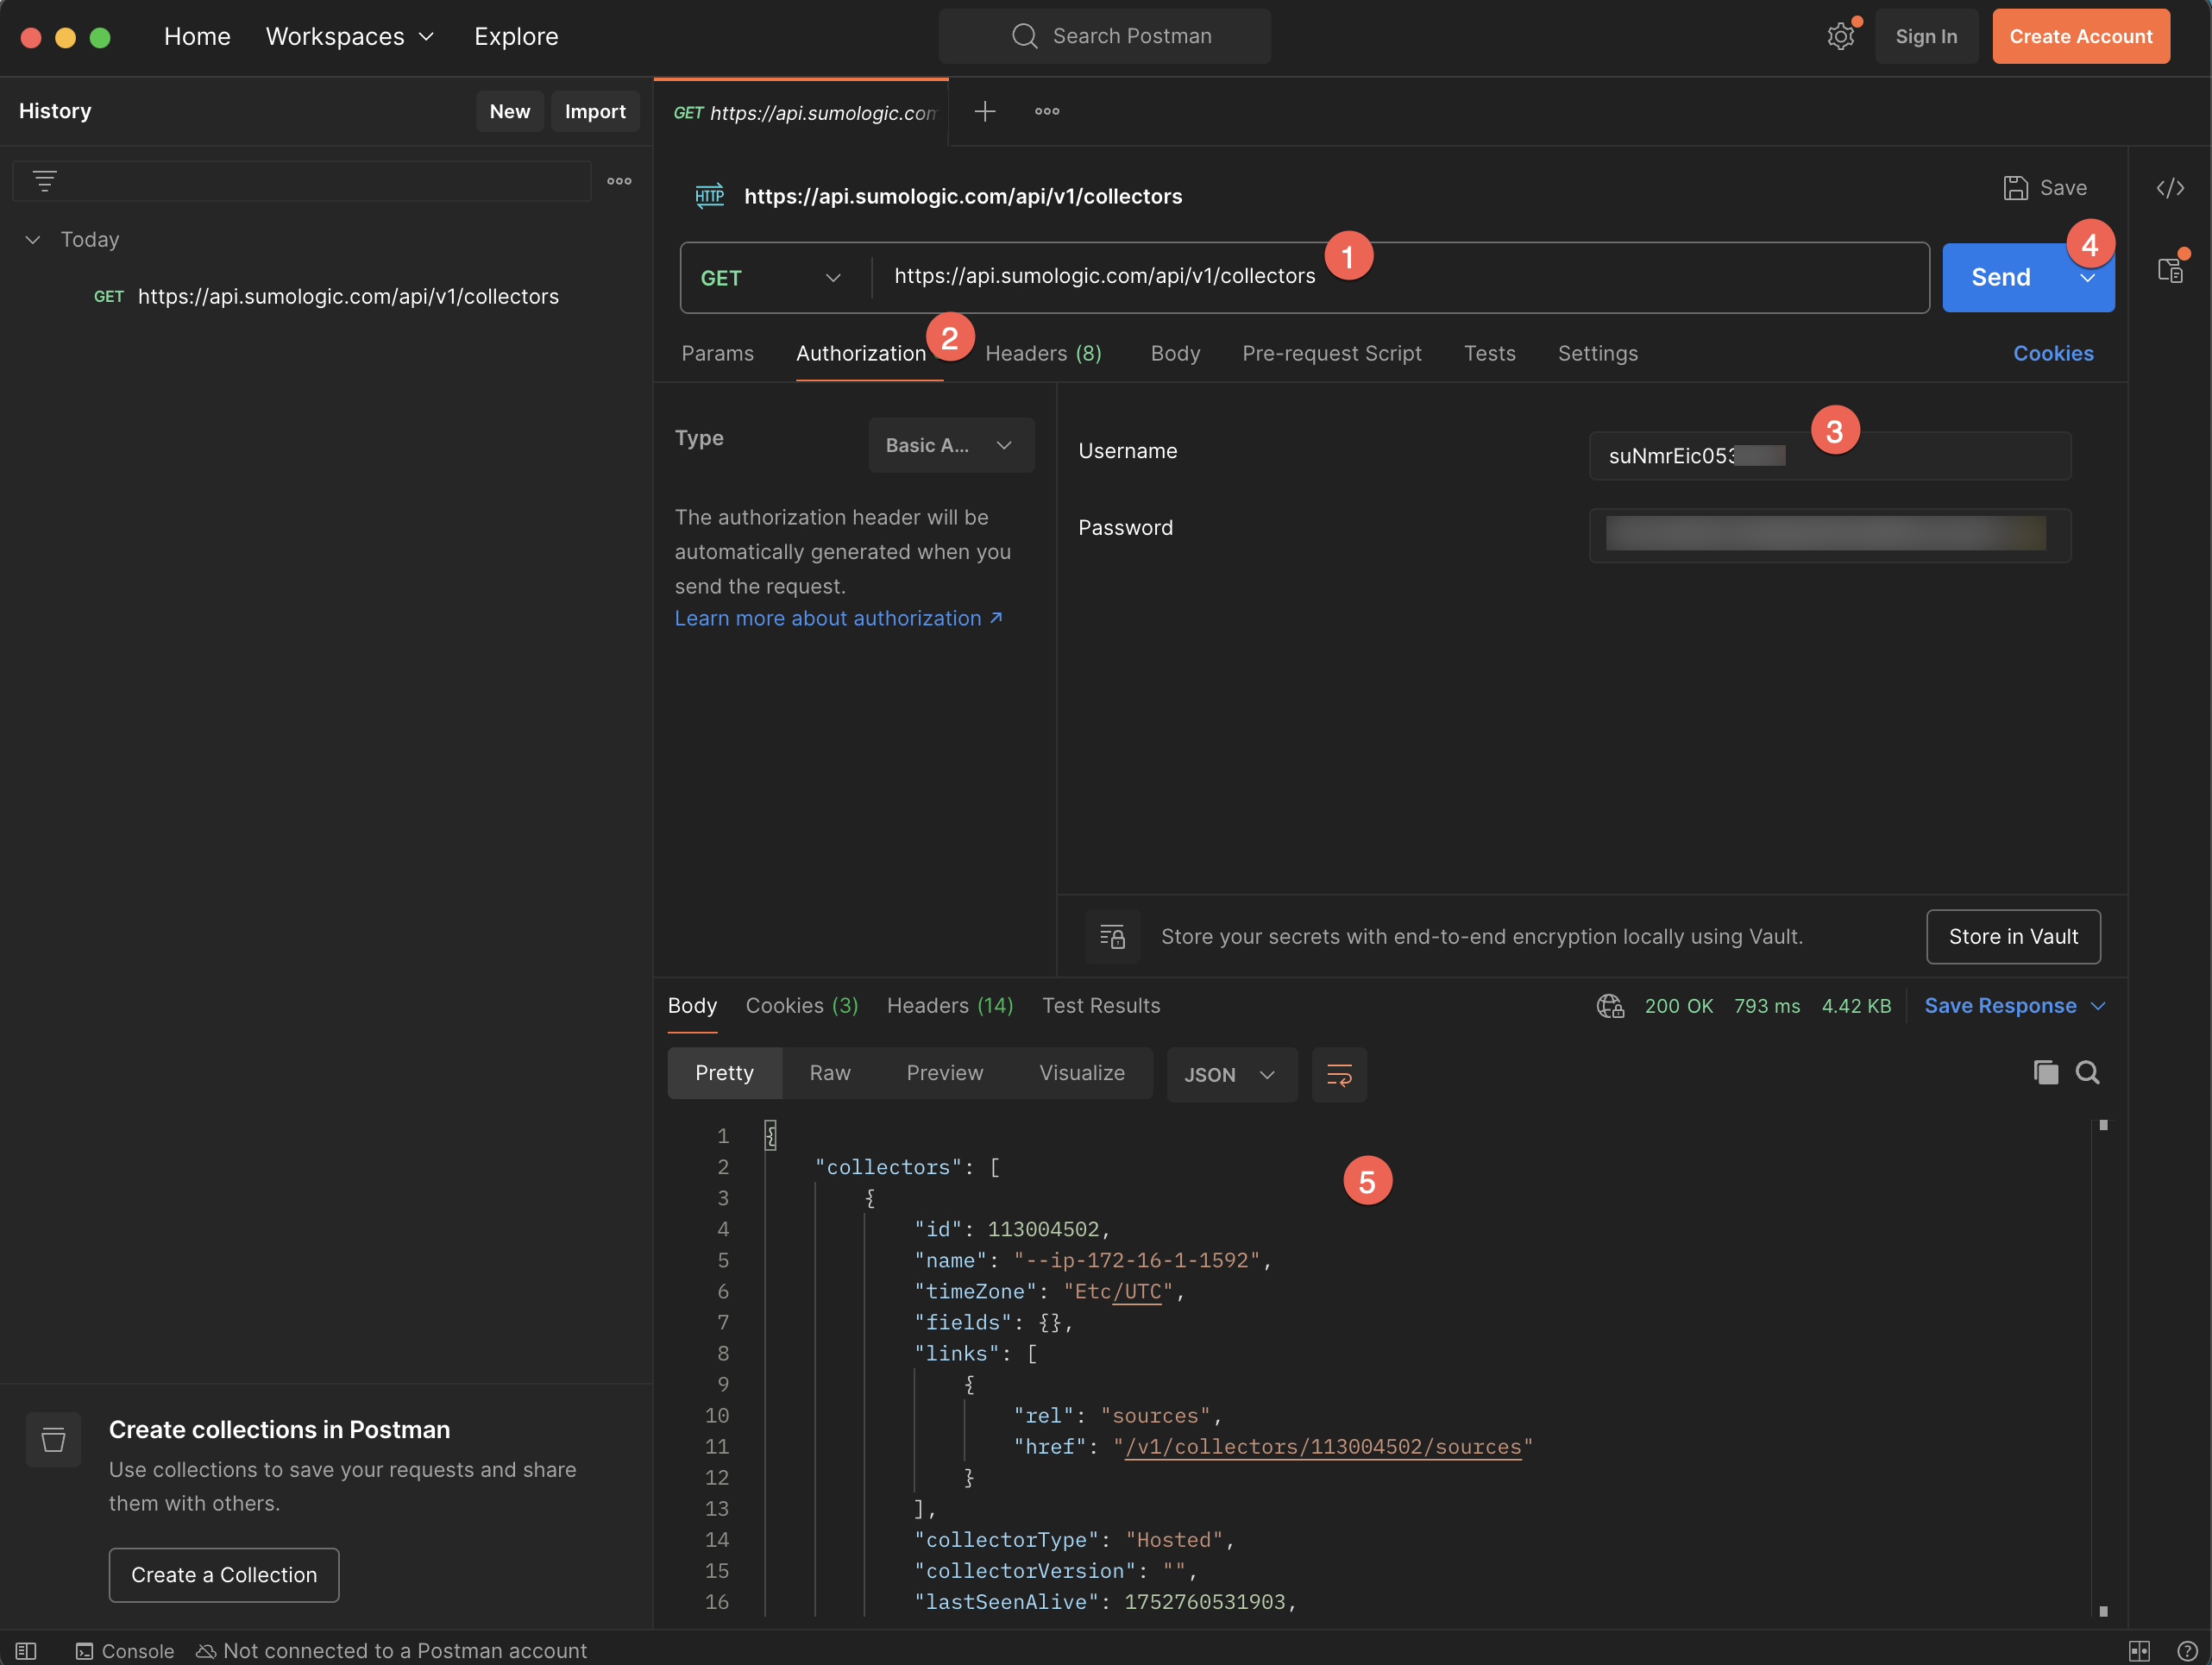 Home Workspaces Explore Search Postman Sign In Create Account
History New Import
GET https://api.sumologic.com
Today
GET https://api.sumologic.com/api/v1/collectors
HTTP https://api.sumologic.com/api/v1/collectors Save
1
4
GET https://api.sumologic.com/api/v1/collectors Send
2
Params Authorization Headers (8) Body Pre-request Script Tests Settings Cookies
Type Basic A...
The authorization header will be
automatically generated when you
send the request.
Learn more about authorization
3
Username suNmrEic053
Password
Store your secrets with end-to-end encryption locally using Vault. Store in Vault
Body Cookies (3) Headers (14) Test Results 200 OK 793 ms 4.42 KB Save Response
Pretty Raw Preview Visualize JSON
5
1 {
2 "collectors": [
3 {
4 "id": 113004502,
5 "name": "--ip-172-16-1-1592",
6 "timeZone": "Etc/UTC",
7 "fields": {},
8 "links": [
9 {
10 "rel": "sources",
11 "href": "/v1/collectors/113004502/sources"
12 }
13 ],
14 "collectorType": "Hosted",
15 "collectorVersion": "",
16 "lastSeenAlive": 1752760531903,
Create collections in Postman
Use collections to save your requests and share
them with others.
Create a Collection
Console Not connected to a Postman account